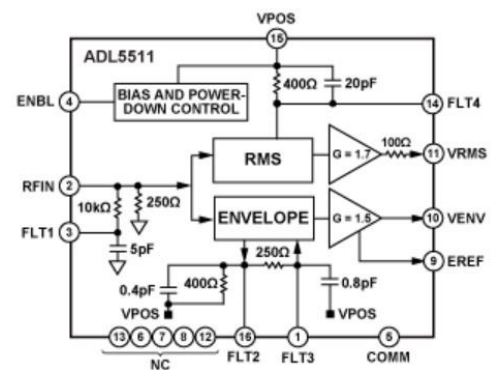 VPOS
15
ADL5511
400Ω
20pF
ENBL
4
BIAS AND POWER-
DOWN CONTROL
14
FLT4
RMS
G = 1.7
100Ω
11
VRMS
RFIN
2
10kΩ
250Ω
ENVELOPE
G = 1.5
10
VENV
FLT1
3
5pF
250Ω
9
EREF
0.4pF
400Ω
0.8pF
VPOS
VPOS
13
6
7
8
12
16
1
5
NC
FLT2
FLT3
COMM